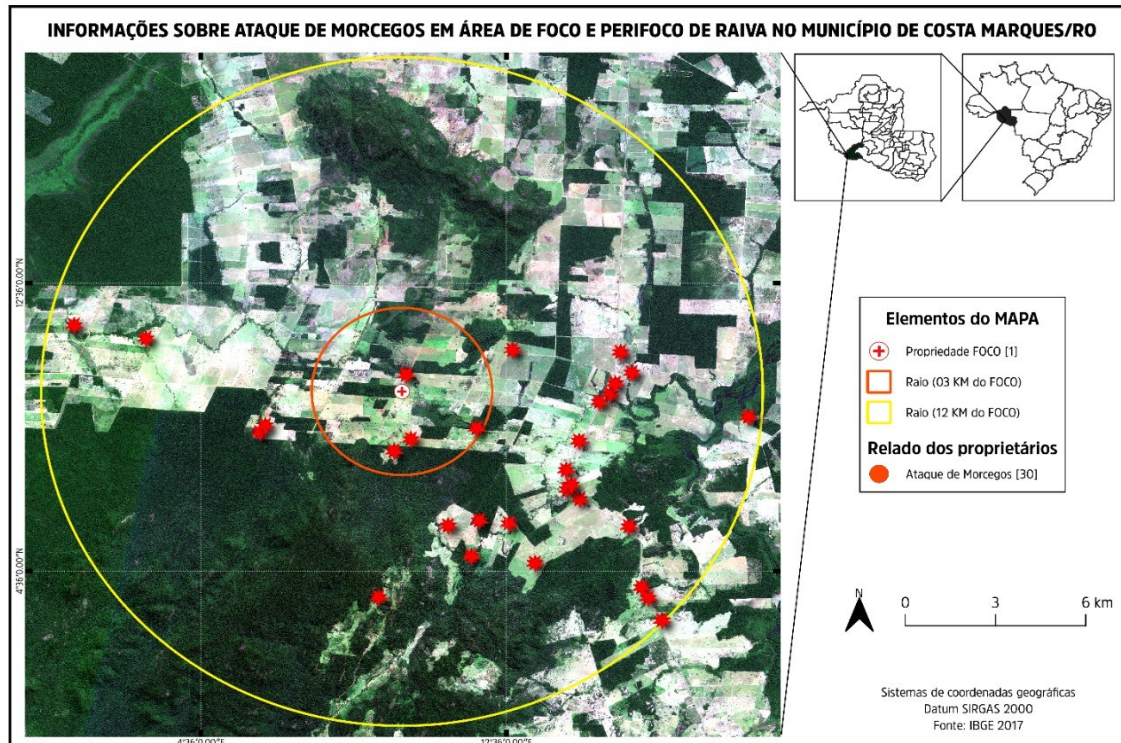 INFORMAÇÕES SOBRE ATAQUE DE MORCEGOS EM ÁREA DE FOCO E PERIFOCO DE RAIVA NO MUNICÍPIO DE COSTA MARQUES/RO
12°36'0.00"N
4°36'0.00"N
4°36'0.00"N
12°36'0.00"N
Elementos do MAPA
Propriedade FOCO [1]
Raio (03 KM do FOCO)
Raio (12 KM do FOCO)
Relado dos proprietários
Ataque de Morcegos [30]
N
0 3 6 km
Sistemas de coordenadas geográficas
Datum SIRGAS 2000
Fonte: IBGE 2017